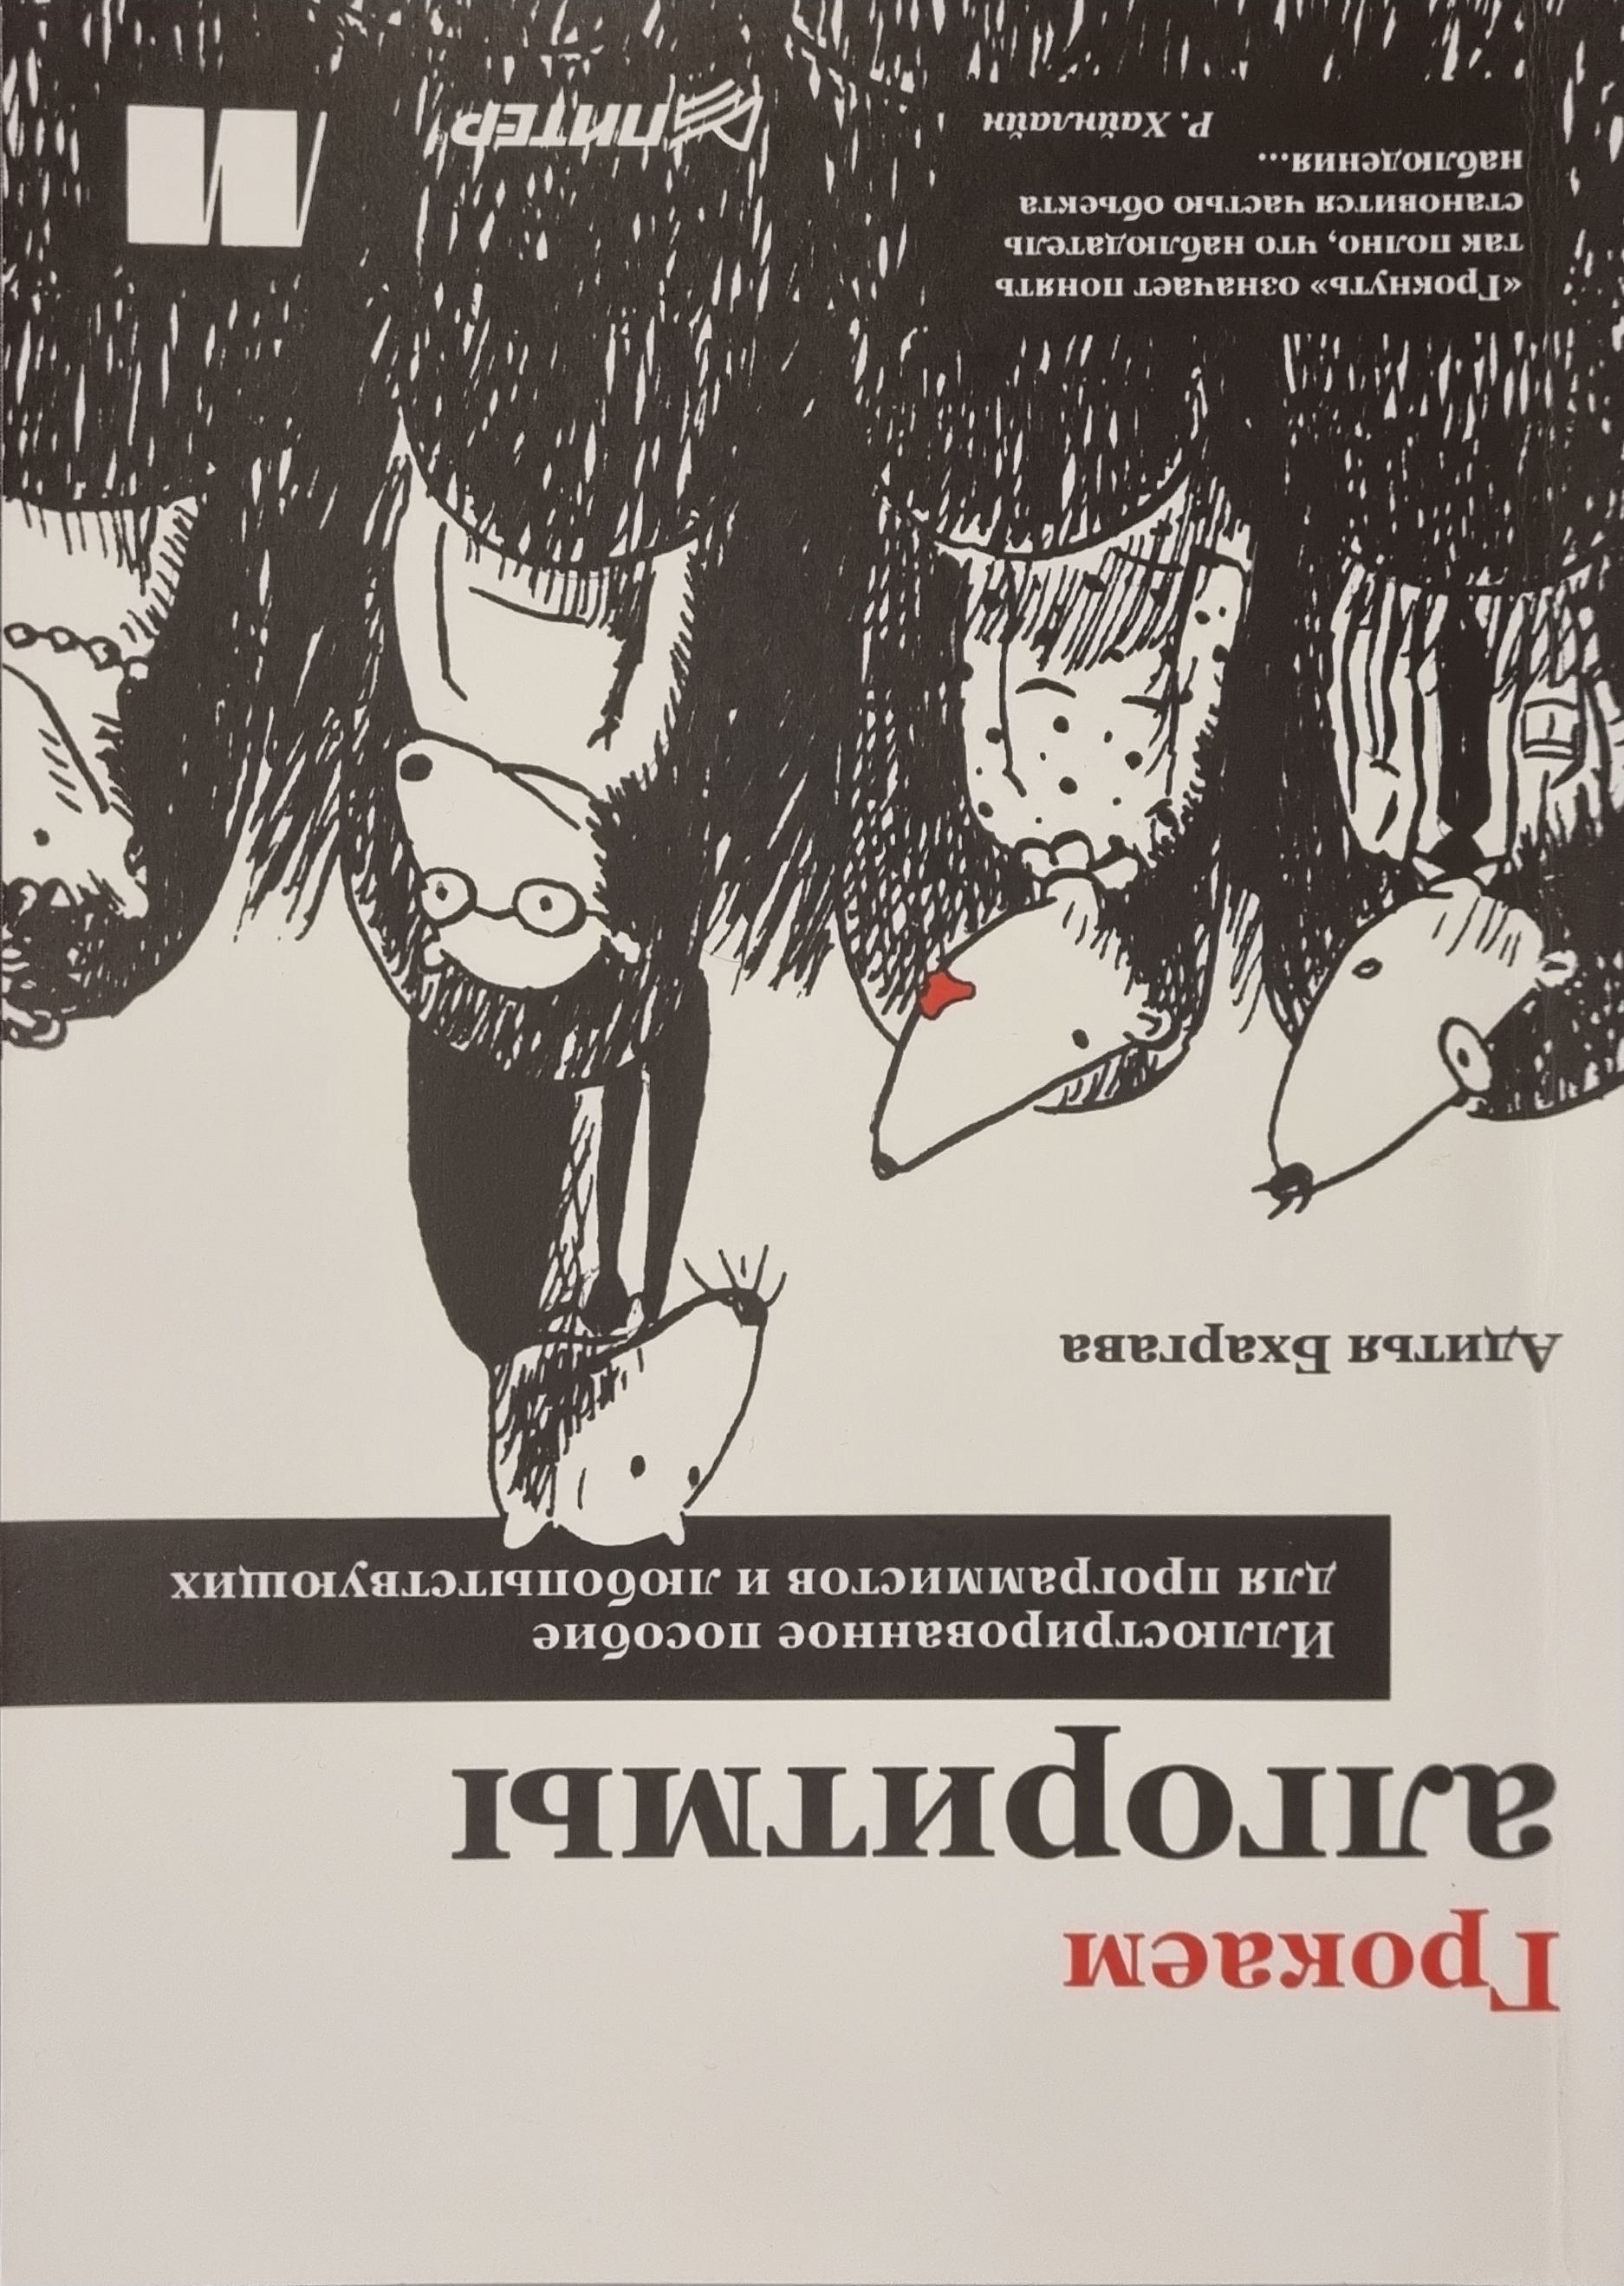 Грокаем
алгоритмы
Иллюстрированное пособие
для программистов и любопытствующих
Адитья Бхаргава
«Грокнуть» означает понять
так полно, что наблюдатель
становится частью объекта
наблюдения...
Р. Хайнлайн
ПИТЕР